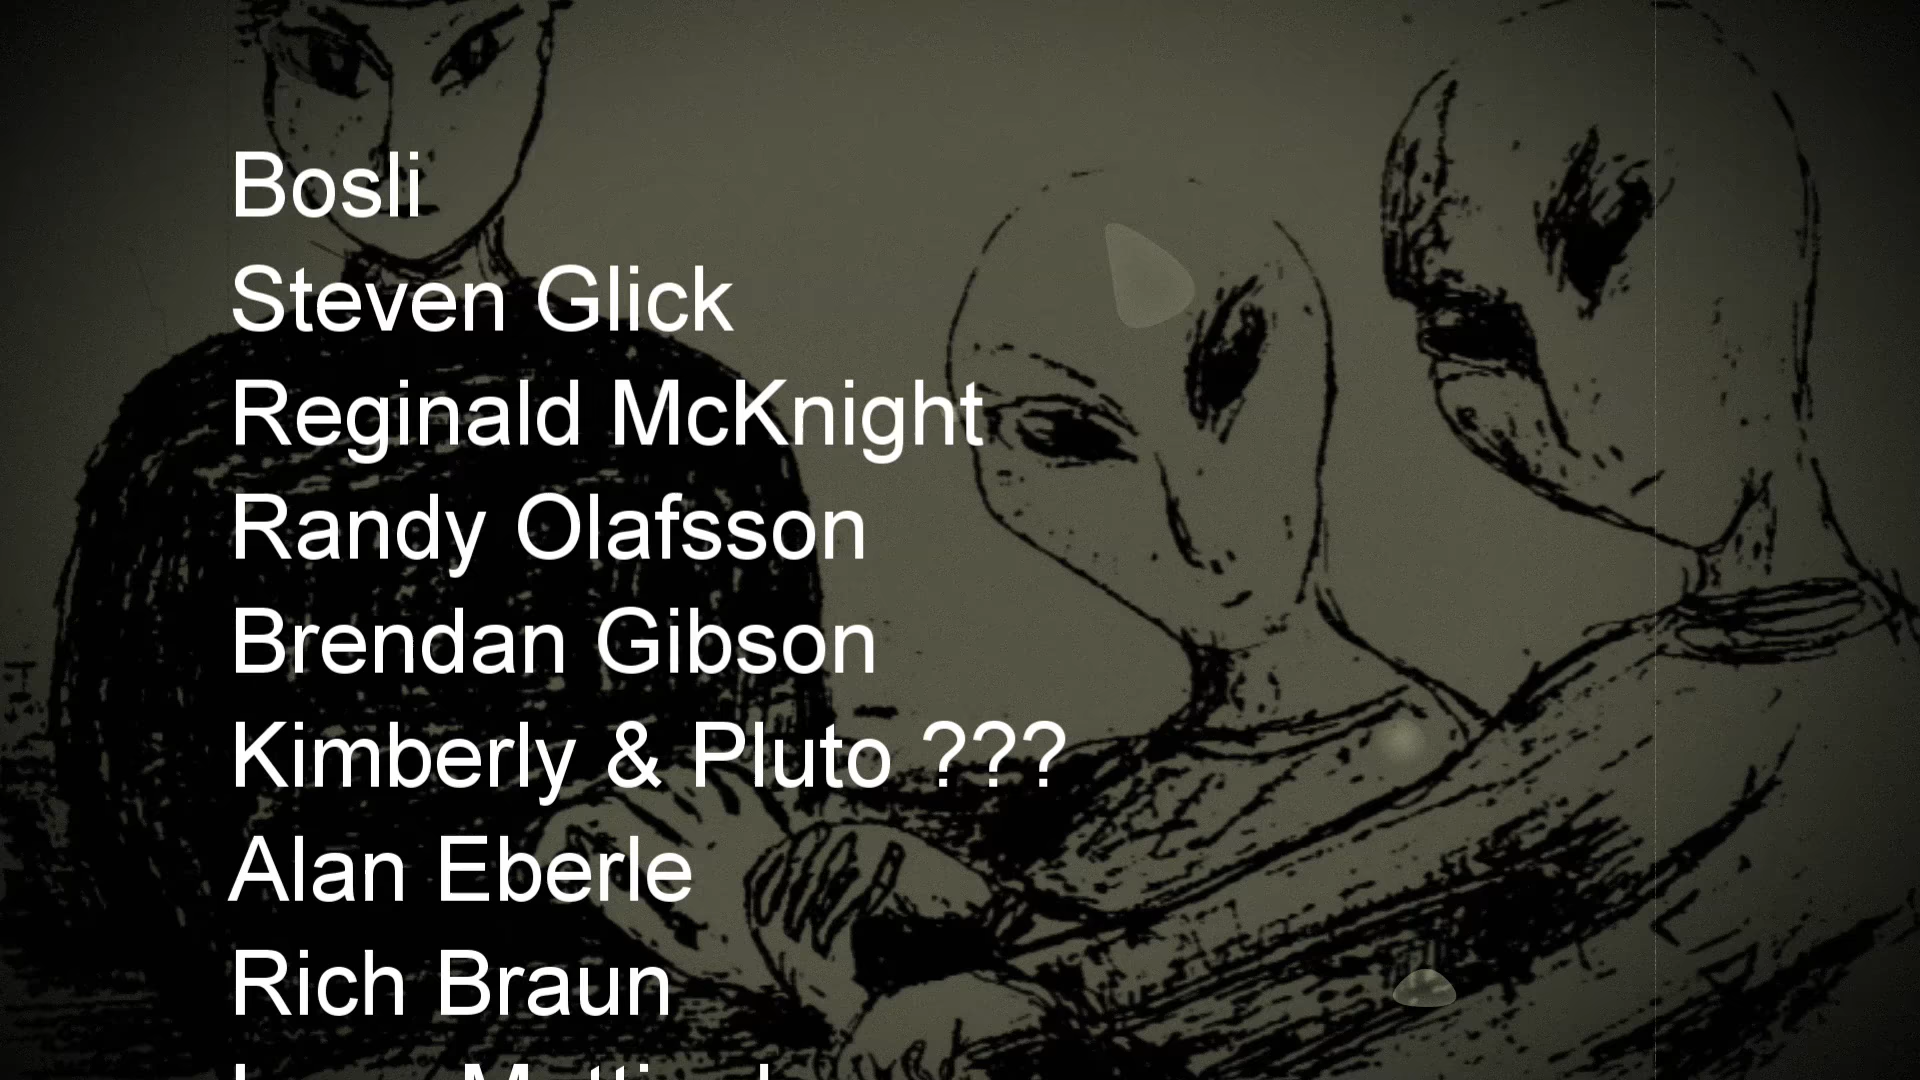 Bosli
Steven Glick
Reginald McKnight
Randy Olafsson
Brendan Gibson
Kimberly & Pluto ???
Alan Eberle
Rich Braun